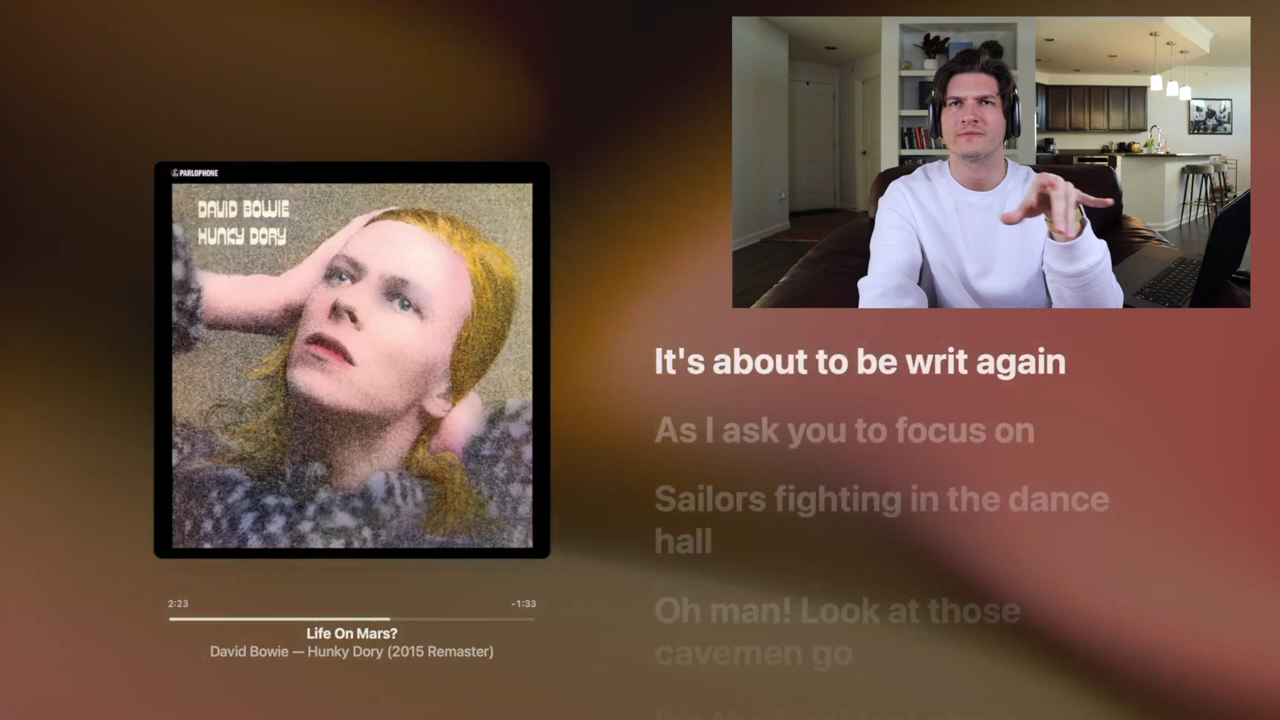 PARLOPHONE
DAVID BOWIE
HUNKY DORY
2:23
-1:33
Life On Mars?
David Bowie — Hunky Dory (2015 Remaster)
It's about to be writ again
As I ask you to focus on
Sailors fighting in the dance
hall
Oh man! Look at those
cavemen go